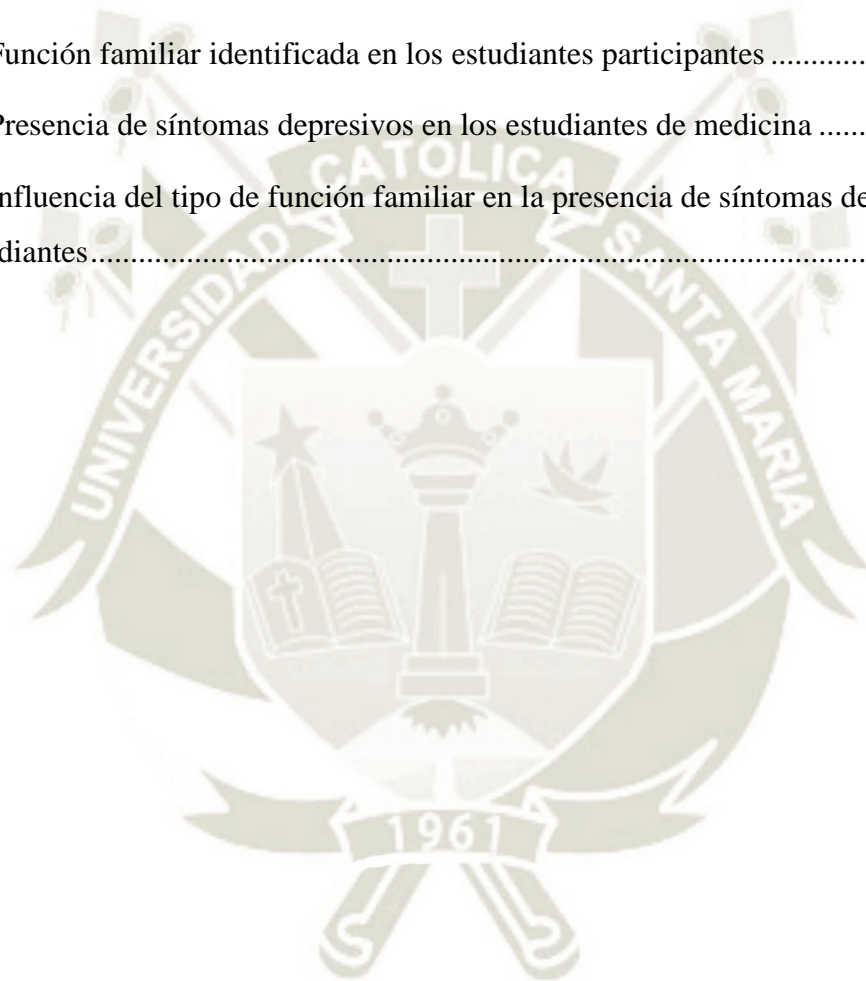 Función familiar identificada en los estudiantes participantes ............
Presencia de síntomas depresivos en los estudiantes de medicina ......
nfluencia del tipo de función familiar en la presencia de síntomas de
diantes..................................................................................
CATOLICA
UNIVERSIDAD
SANTA MARIA
1961